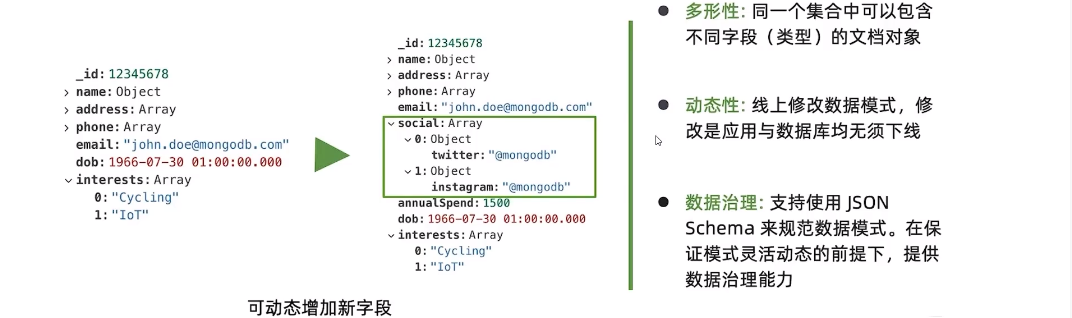 _id: 12345678
> name: Object
> address: Array
> phone: Array
email: "john.doe@mongodb.com"
dob: 1966-07-30 01:00:00.000
∨ interests: Array
0: "Cycling"
1: "IoT"
_id: 12345678
> name: Object
> address: Array
> phone: Array
email: "john.doe@mongodb.com"
∨ social: Array
∨ 0: Object
twitter: "@mongodb"
∨ 1: Object
instagram: "@mongodb"
annualSpend: 1500
dob: 1966-07-30 01:00:00.000
∨ interests: Array
0: "Cycling"
1: "IoT"
可动态增加新字段
● 多形性: 同一个集合中可以包含
不同字段（类型）的文档对象
● 动态性: 线上修改数据模式，修
改是应用与数据库均无须下线
● 数据治理: 支持使用 JSON
Schema 来规范数据模式。在保
证模式灵活动态的前提下，提供
数据治理能力